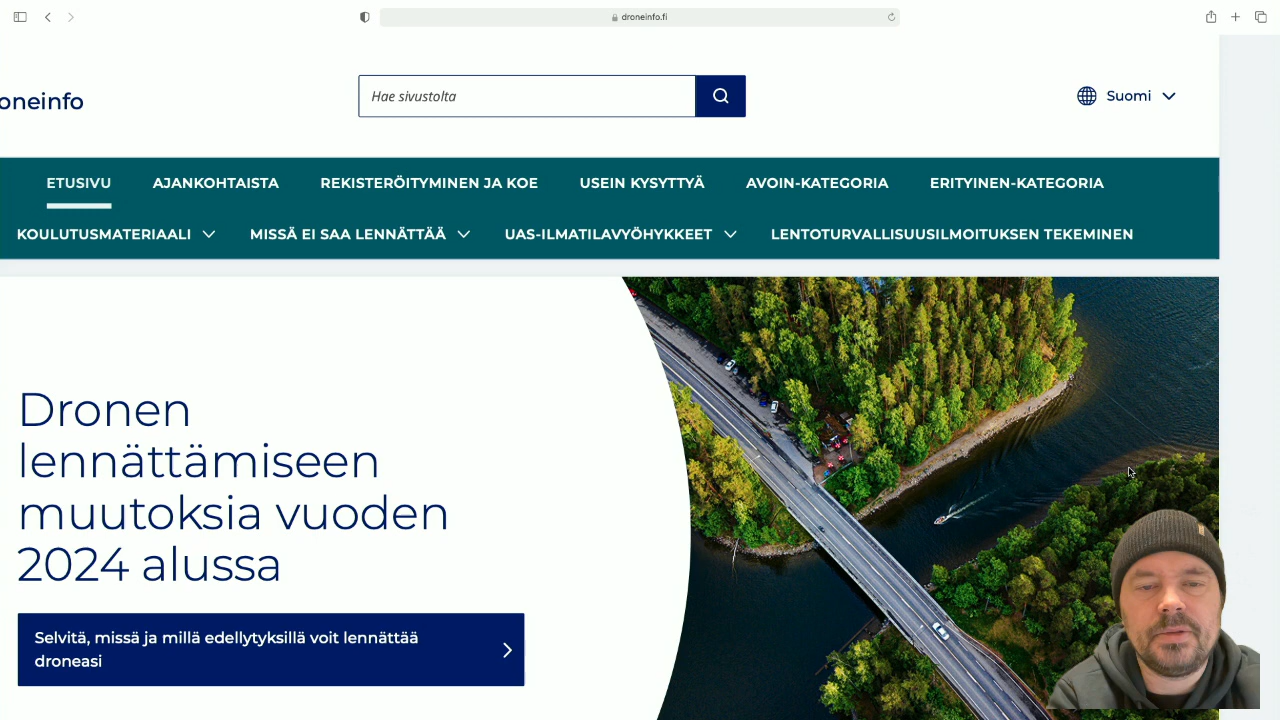 droneinfo.fi
oneinfo
Hae sivustolta
Suomi
ETUSIVU AJANKOHTAISTA REKISTERÖITYMINEN JA KOE USEIN KYSYTTYÄ AVOIN-KATEGORIA ERITYINEN-KATEGORIA
KOULUTUSMATERIAALI MISSÄ EI SAA LENNÄTTÄÄ UAS-ILMATILAVYÖHYKKEET LENTOTURVALLISUUSILMOITUKSEN TEKEMINEN
Dronen
lennättämiseen
muutoksia vuoden
2024 alussa
Selvitä, missä ja millä edellytyksillä voit lennättää
droneasi